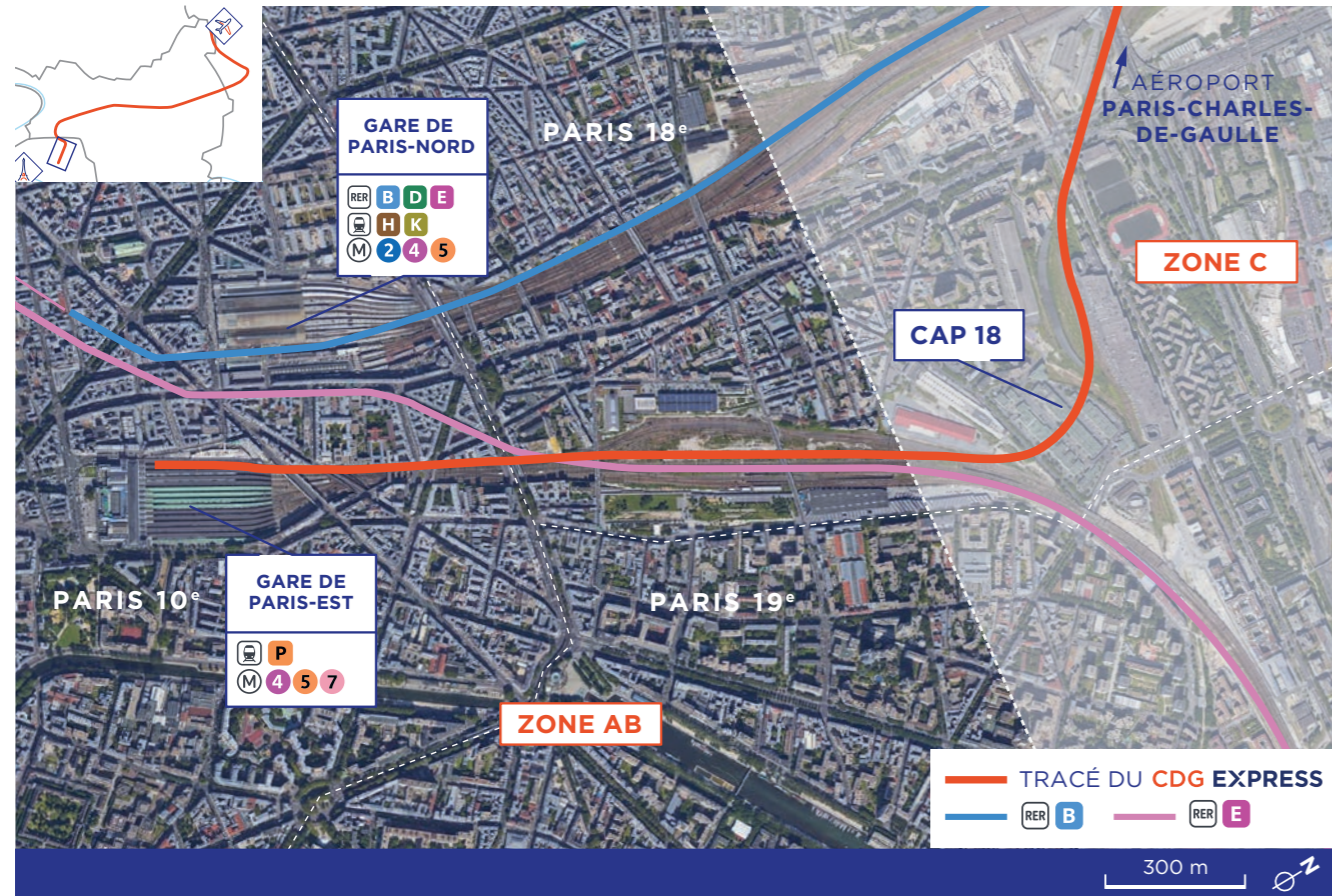 GARE DE
PARIS-NORD
RER B D E
H K
M 2 4 5
PARIS 18e
AÉROPORT
PARIS-CHARLES-
DE-GAULLE
ZONE C
CAP 18
GARE DE
PARIS-EST
P
M 4 5 7
PARIS 10e
PARIS 19e
ZONE AB
TRACÉ DU CDG EXPRESS
RER B RER E
300 m
N